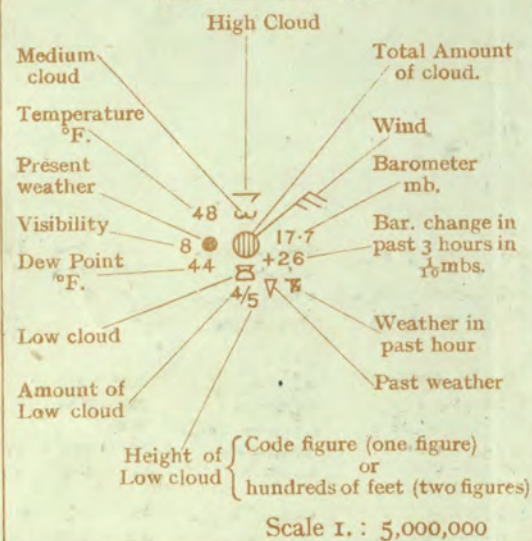 High Cloud
Medium
cloud
Total Amount
of cloud.
Temperature
°F.
Wind
Present
weather
Barometer
mb.
48
Visibility
8
17·7
Bar. change in
past 3 hours in
1/10 mbs.
Dew Point
°F.
44
+26
4/5
Low cloud
Weather in
past hour
Amount of
Low cloud
Past weather
Height of
Low cloud
Code figure (one figure)
or
hundreds of feet (two figures)
Scale 1. : 5,000,000